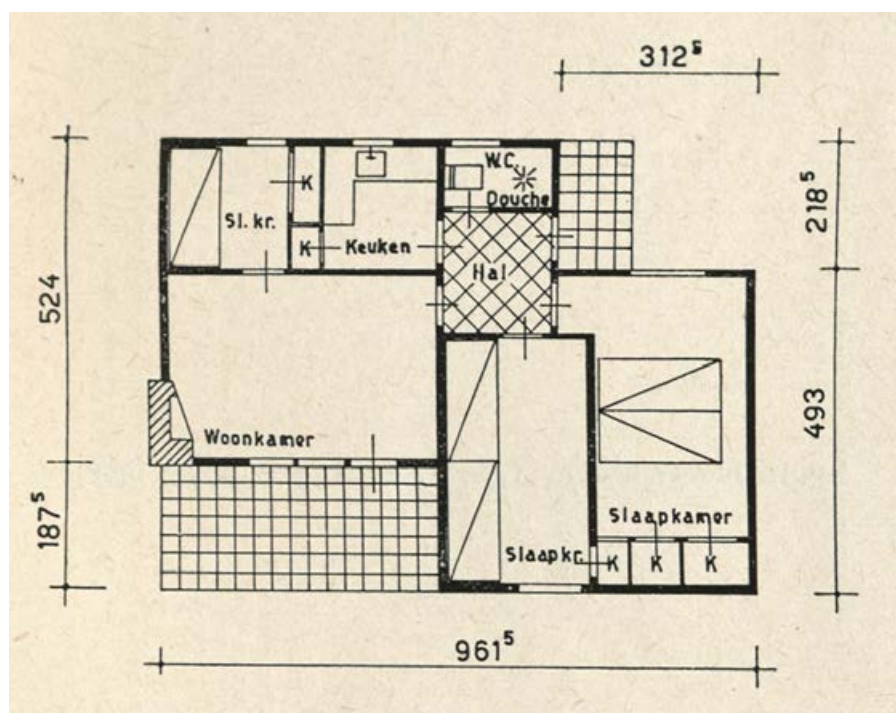 312⁵
W.C.
K
Douche
218⁵
Sl. kr.
K
Keuken
Hal
524
493
Woonkamer
187⁵
Slaapkamer
Slaapkr.
K
K
K
961⁵